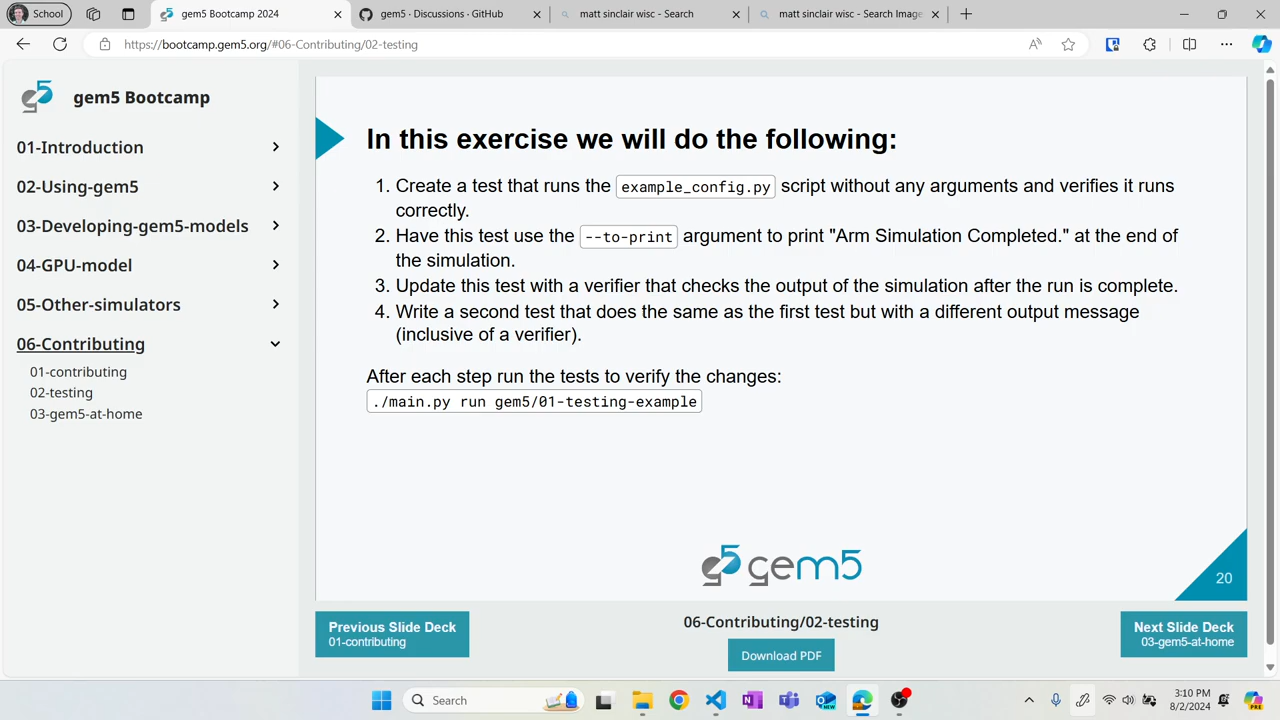 School
gem5 Bootcamp 2024
gem5 · Discussions · GitHub
matt sinclair wisc - Search
matt sinclair wisc - Search Image
https://bootcamp.gem5.org/#06-Contributing/02-testing
gem5 Bootcamp
01-Introduction
02-Using-gem5
03-Developing-gem5-models
04-GPU-model
05-Other-simulators
06-Contributing
01-contributing
02-testing
03-gem5-at-home
In this exercise we will do the following:
1. Create a test that runs the example_config.py script without any arguments and verifies it runs
correctly.
2. Have this test use the --to-print argument to print "Arm Simulation Completed." at the end of
the simulation.
3. Update this test with a verifier that checks the output of the simulation after the run is complete.
4. Write a second test that does the same as the first test but with a different output message
(inclusive of a verifier).
After each step run the tests to verify the changes:
./main.py run gem5/01-testing-example
gem5
20
Previous Slide Deck
01-contributing
06-Contributing/02-testing
Download PDF
Next Slide Deck
03-gem5-at-home
Search
3:10 PM
8/2/2024